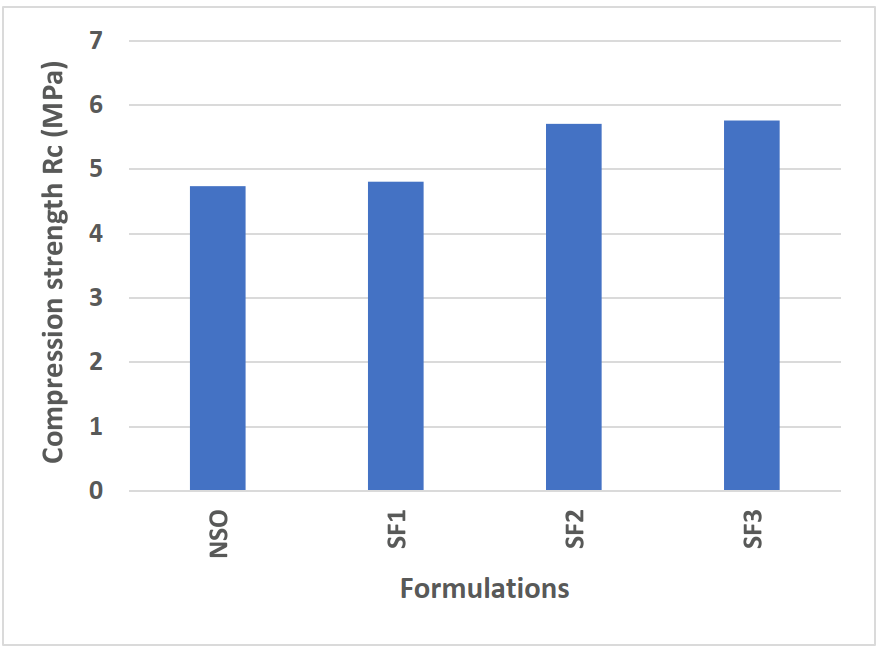 7
6
5
4
3
2
1
0
Compression strength Rc (MPa)
NSO
SF1
SF2
SF3
Formulations